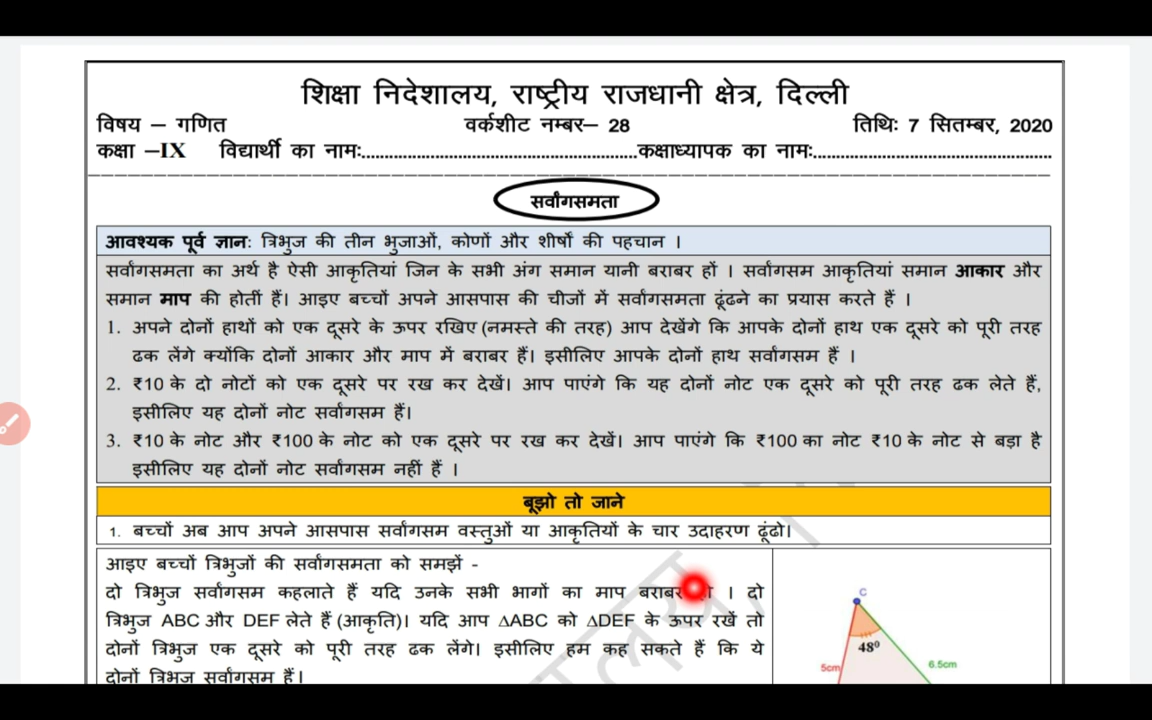 शिक्षा निदेशालय, राष्ट्रीय राजधानी क्षेत्र, दिल्ली
विषय – गणित वर्कशीट नम्बर– 28 तिथिः 7 सितम्बर, 2020
कक्षा –IX विद्यार्थी का नामः................................................कक्षाध्यापक का नामः.........................................
सर्वांगसमता
आवश्यक पूर्व ज्ञान: त्रिभुज की तीन भुजाओं, कोणों और शीर्षों की पहचान ।
सर्वांगसमता का अर्थ है ऐसी आकृतियां जिन के सभी अंग समान यानी बराबर हों । सर्वांगसम आकृतियां समान आकार और
समान माप की होतीं हैं। आइए बच्चों अपने आसपास की चीजों में सर्वांगसमता ढूंढने का प्रयास करते हैं ।
1. अपने दोनों हाथों को एक दूसरे के ऊपर रखिए (नमस्ते की तरह) आप देखेंगे कि आपके दोनों हाथ एक दूसरे को पूरी तरह
ढक लेंगे क्योंकि दोनों आकार और माप में बराबर हैं। इसीलिए आपके दोनों हाथ सर्वांगसम हैं ।
2. ₹10 के दो नोटों को एक दूसरे पर रख कर देखें। आप पाएंगे कि यह दोनों नोट एक दूसरे को पूरी तरह ढक लेते हैं,
इसीलिए यह दोनों नोट सर्वांगसम हैं।
3. ₹10 के नोट और ₹100 के नोट को एक दूसरे पर रख कर देखें। आप पाएंगे कि ₹100 का नोट ₹10 के नोट से बड़ा है
इसीलिए यह दोनों नोट सर्वांगसम नहीं हैं ।
बूझो तो जाने
1. बच्चों अब आप अपने आसपास सर्वांगसम वस्तुओं या आकृतियों के चार उदाहरण ढूंढो।
आइए बच्चों त्रिभुजों की सर्वांगसमता को समझें -
दो त्रिभुज सर्वांगसम कहलाते हैं यदि उनके सभी भागों का माप बराबर । दो
त्रिभुज ABC और DEF लेते हैं (आकृति)। यदि आप ∆ABC को ∆DEF के ऊपर रखें तो
दोनों त्रिभुज एक दूसरे को पूरी तरह ढक लेंगे। इसीलिए हम कह सकते हैं कि ये
दोनों त्रिभुज सर्वांगसम हैं।
C
48⁰
5cm
6.5cm